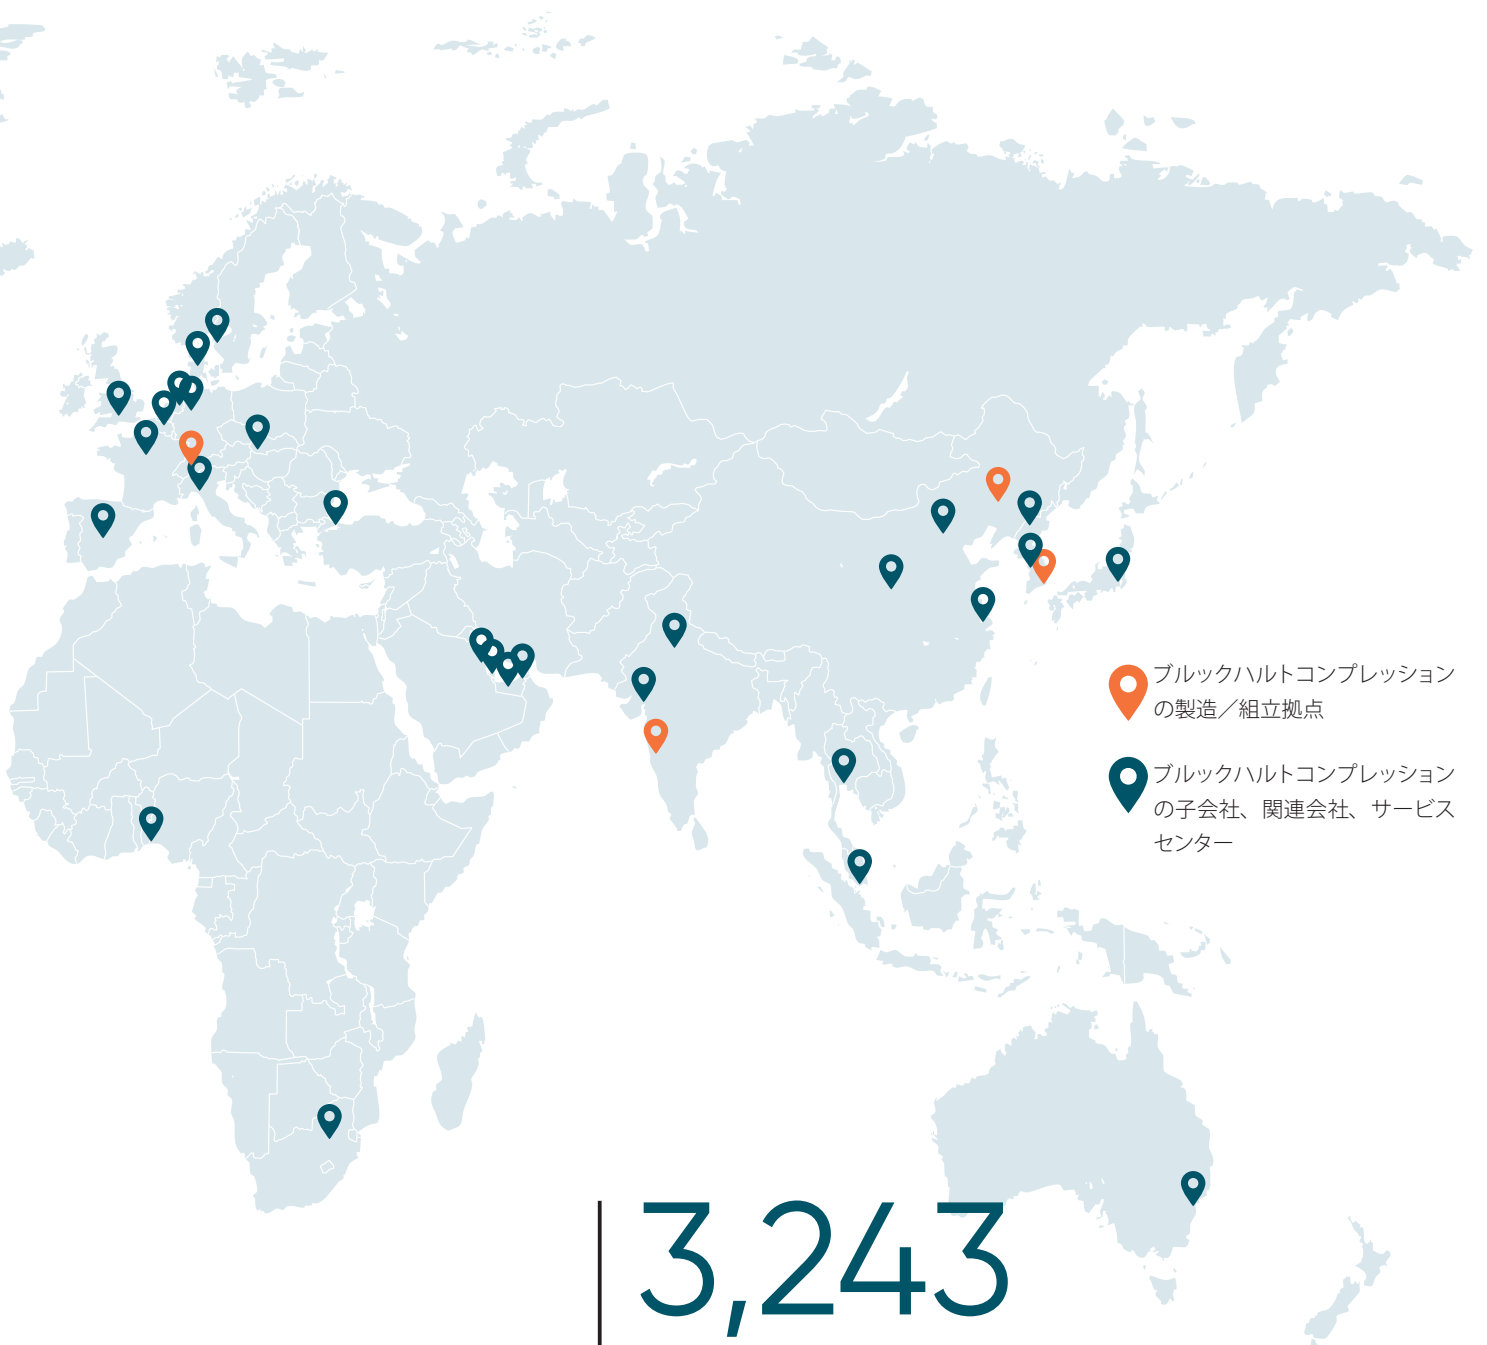 ブルックハルトコンプレッション
の製造／組立拠点
ブルックハルトコンプレッション
の子会社、関連会社、サービス
センター
3,243